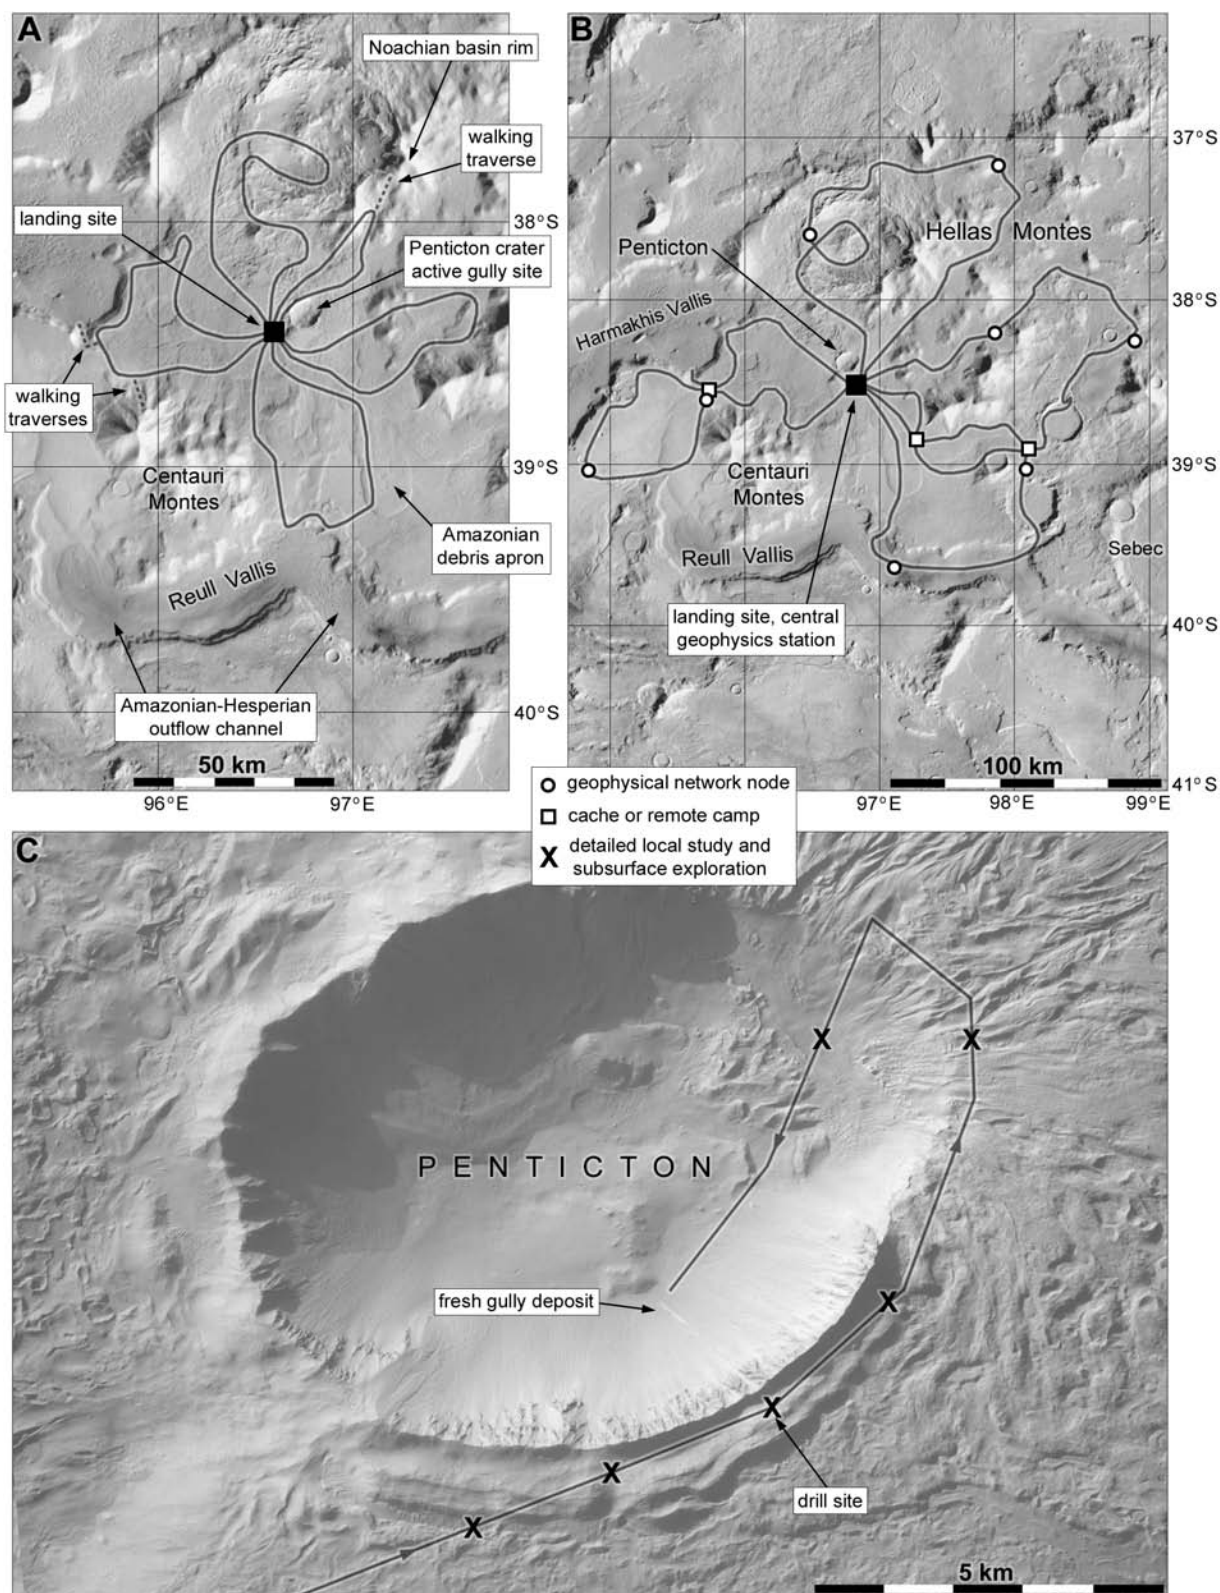 A
Noachian basin rim
walking
traverse
landing site
38°S
Penticton crater
active gully site
walking
traverses
39°S
Centauri
Montes
Amazonian
debris apron
Reull Vallis
Amazonian-Hesperian
outflow channel
40°S
50 km
96°E
97°E
B
37°S
Hellas Montes
Penticton
38°S
Harmakhis Vallis
39°S
Centauri
Montes
Reull Vallis
Sebec
landing site, central
geophysics station
40°S
100 km
41°S
97°E
98°E
99°E
geophysical network node
cache or remote camp
X detailed local study and
subsurface exploration
C
X
X
PENTICTON
fresh gully deposit
X
X
X
drill site
X
5 km